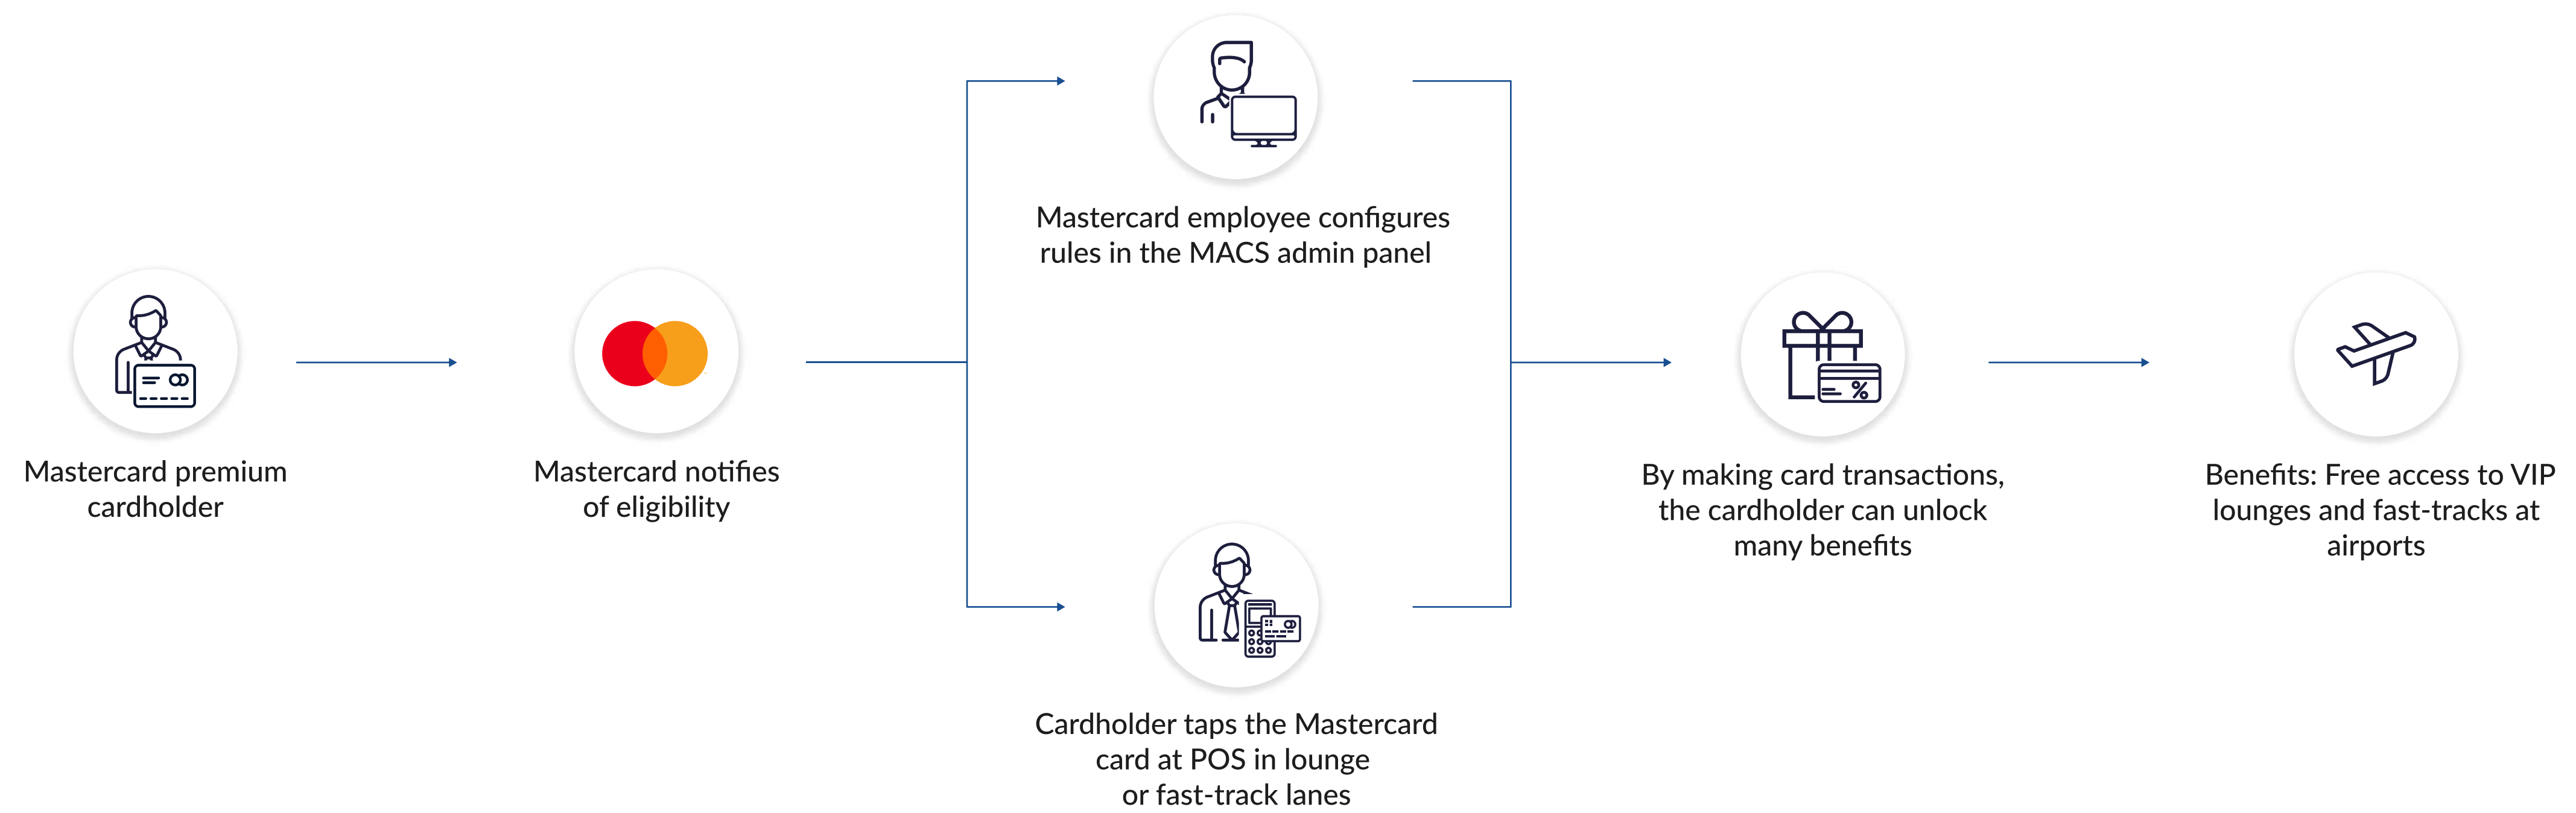 Mastercard premium
cardholder
Mastercard notifies
of eligibility
Mastercard employee configures
rules in the MACS admin panel
Cardholder taps the Mastercard
card at POS in lounge
or fast-track lanes
By making card transactions,
the cardholder can unlock
many benefits
Benefits: Free access to VIP
lounges and fast-tracks at
airports